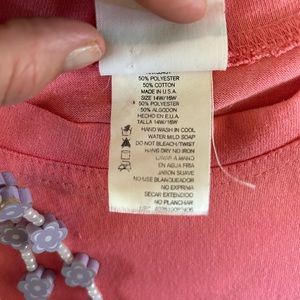 50% POLYESTER
50% COTTON
MADE IN U.S.A.
SIZE 14W/16W
50% POLYESTER
50% ALGODON
HECHO EN E.U.A.
TALLA 14W/16W
HAND WASH IN COOL
WATER MILD SOAP
DO NOT BLEACH/TWIST
HANG DRY NO IRON
LAVAR A MANO
EN AGUA FRIA
JABON SUAVE
NO USE BLANQUEADOR
NO EXPRIMA
SECAR EXTENDIDO
NO PLANCHAR